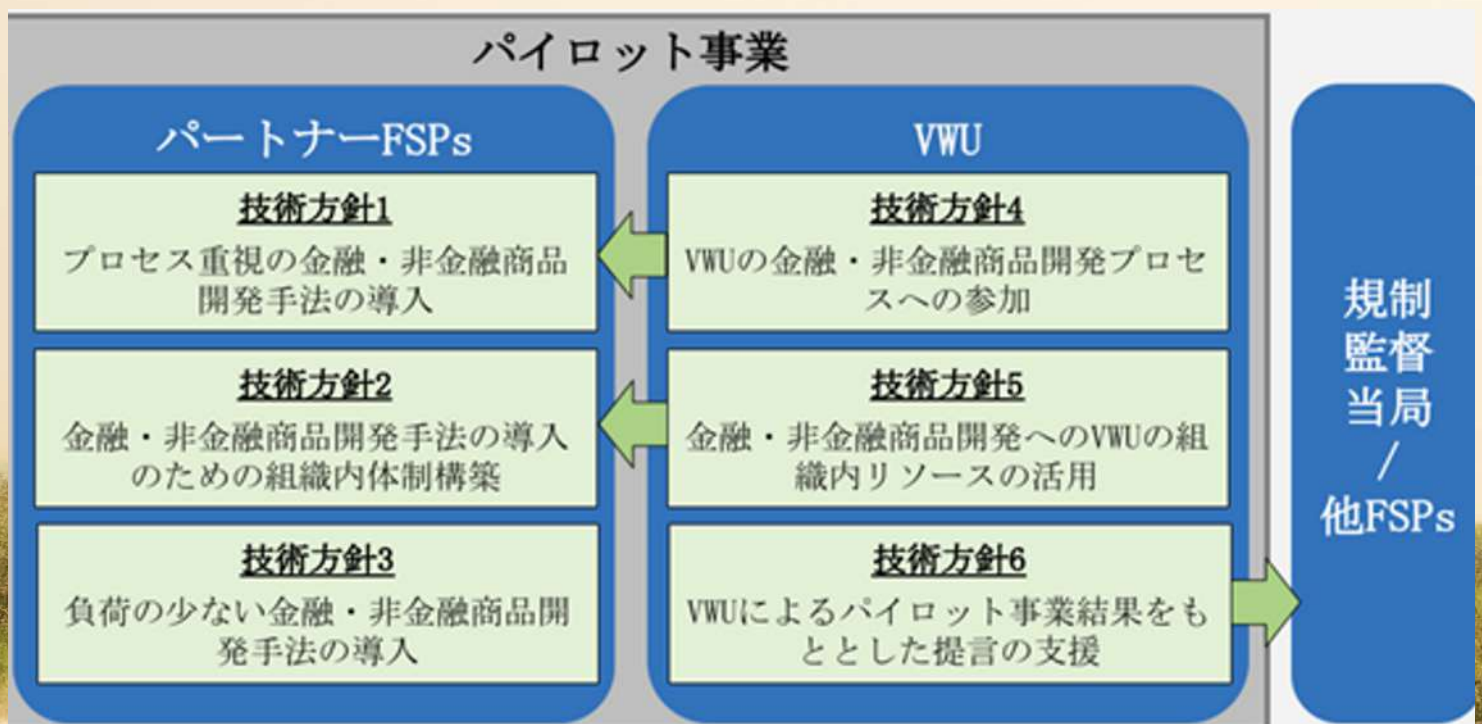 パイロット事業
パートナーFSPs
技術方針1
プロセス重視の金融・非金融商品
開発手法の導入
技術方針2
金融・非金融商品開発手法の導入
のための組織内体制構築
技術方針3
負荷の少ない金融・非金融商品開
発手法の導入
VWU
技術方針4
VWUの金融・非金融商品開発プロセ
スへの参加
技術方針5
金融・非金融商品開発へのVWUの組
織内リソースの活用
技術方針6
VWUによるパイロット事業結果をも
ととした提言の支援
規制
監督
当局
/
他FSPs